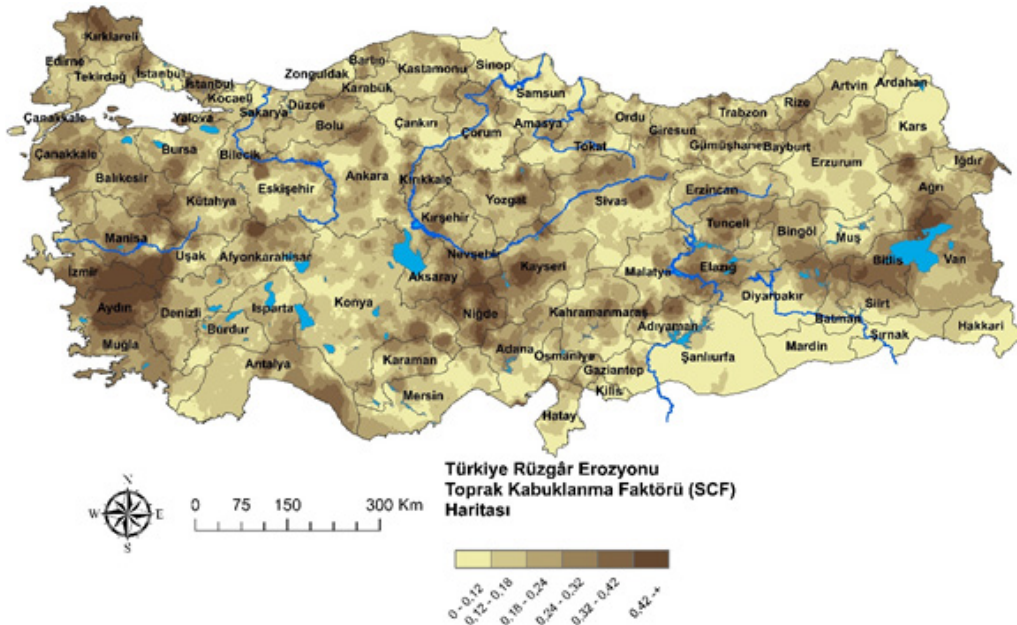 Kırklareli
Edirne
Tekirdağ
İstanbul
İstanbul
Kocaeli
Yalova
Sakarya
Düzce
Zonguldak
Bartın
Karabük
Kastamonu
Sinop
Samsun
Çanakkale
Çanakkale
Balıkesir
Bursa
Bilecik
Bolu
Çankırı
Çorum
Amasya
Tokat
Ordu
Giresun
Trabzon
Rize
Artvin
Ardahan
Kars
Iğdır
Ağrı
Gümüşhane
Bayburt
Erzurum
Erzincan
Kütahya
Eskişehir
Ankara
Kırıkkale
Yozgat
Sivas
Kırşehir
Nevşehir
Tunceli
Bingöl
Muş
Manisa
Uşak
Afyonkarahisar
İzmir
Aydın
Denizli
Isparta
Burdur
Muğla
Antalya
Konya
Aksaray
Niğde
Kayseri
Karaman
Mersin
Adana
Osmaniye
Kahramanmaraş
Malatya
Elazığ
Diyarbakır
Bitlis
Van
Siirt
Batman
Şırnak
Hakkari
Mardin
Şanlıurfa
Adıyaman
Gaziantep
Kilis
Hatay
Türkiye Rüzgâr Erozyonu
Toprak Kabuklanma Faktörü (SCF)
Haritası
N
W E
S
0 75 150 300 Km
0 - 0,12
0,12 - 0,18
0,18 - 0,24
0,24 - 0,32
0,32 - 0,42
0,42 -+